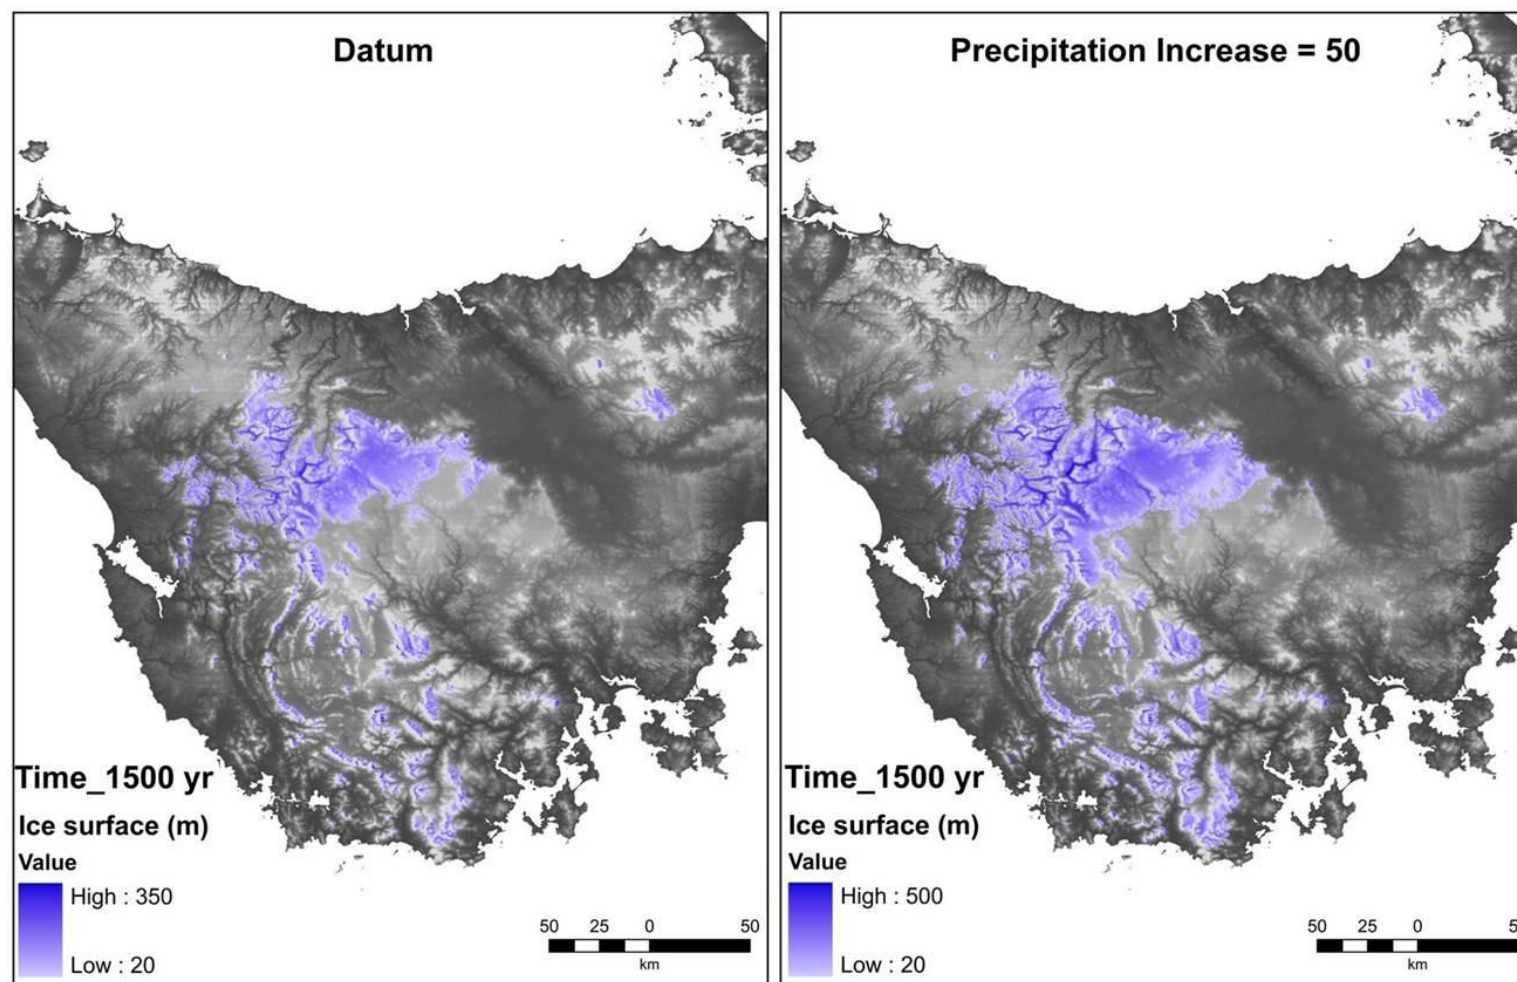 Datum
Time_1500 yr
Ice surface (m)
Value
High : 350
Low : 20
50 25 0 50
km
Precipitation Increase = 50
Time_1500 yr
Ice surface (m)
Value
High : 500
Low : 20
50 25 0
km